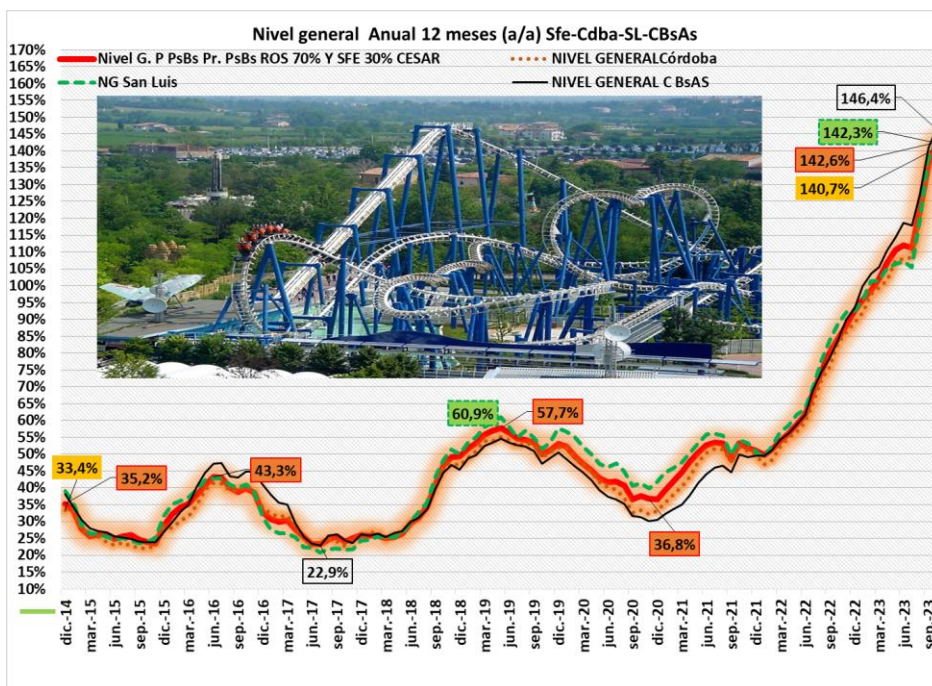 Nivel general Anual 12 meses (a/a) Sfe-Cdba-SL-CBsAs
Nivel G. P PsBs Pr. PsBs ROS 70% Y SFE 30% CESAR
NIVEL GENERALCórdoba
NG San Luis
NIVEL GENERAL C BsAS
170%
165%
160%
155%
150%
145%
140%
135%
130%
125%
120%
115%
110%
105%
100%
95%
90%
85%
80%
75%
70%
65%
60%
55%
50%
45%
40%
35%
30%
25%
20%
15%
10%
33,4%
35,2%
43,3%
22,9%
60,9%
57,7%
36,8%
146,4%
142,3%
142,6%
140,7%
dic.-14
mar.-15
jun.-15
sep.-15
dic.-15
mar.-16
jun.-16
sep.-16
dic.-16
mar.-17
jun.-17
sep.-17
dic.-17
mar.-18
jun.-18
sep.-18
dic.-18
mar.-19
jun.-19
sep.-19
dic.-19
mar.-20
jun.-20
sep.-20
dic.-20
mar.-21
jun.-21
sep.-21
dic.-21
mar.-22
jun.-22
sep.-22
dic.-22
mar.-23
jun.-23
sep.-23